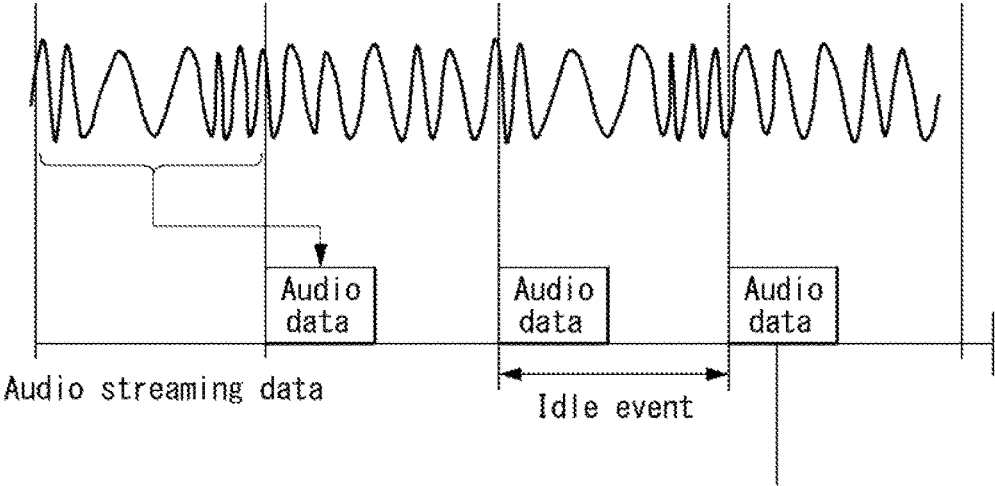 Audio
data
Audio
data
Audio
data
Audio streaming data
Idle event